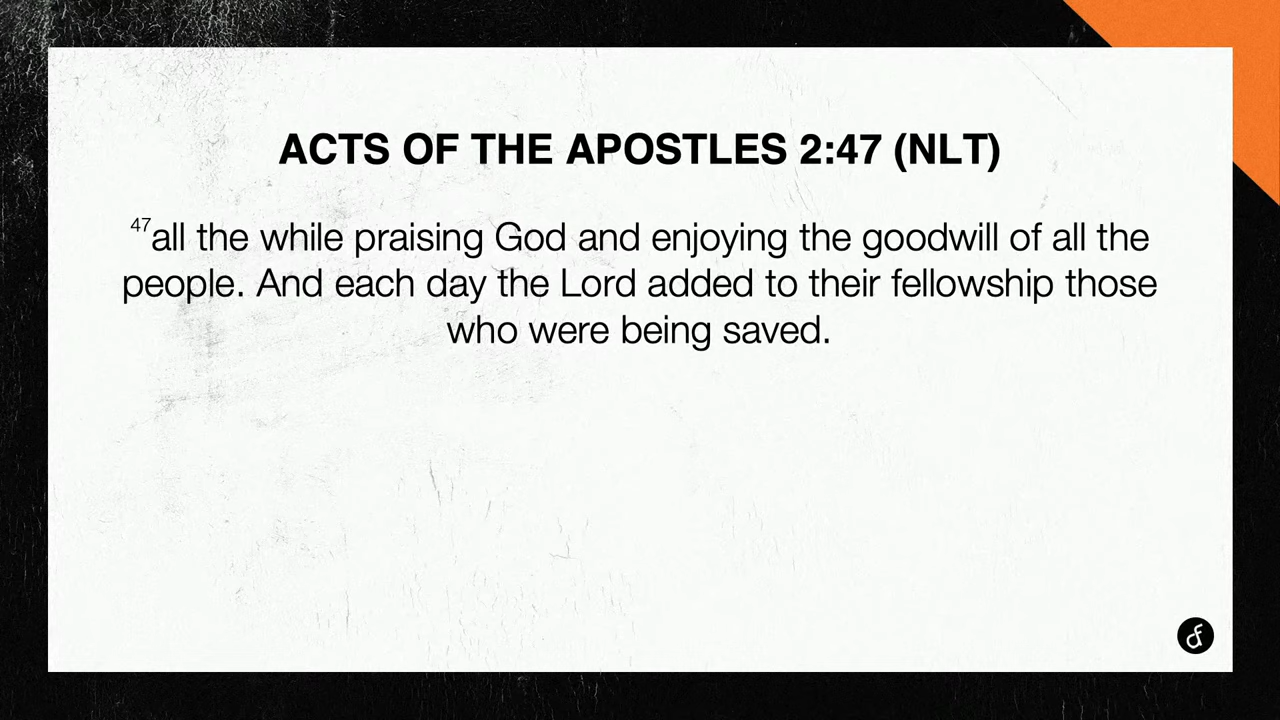 ACTS OF THE APOSTLES 2:47 (NLT)
47all the while praising God and enjoying the goodwill of all the
people. And each day the Lord added to their fellowship those
who were being saved.